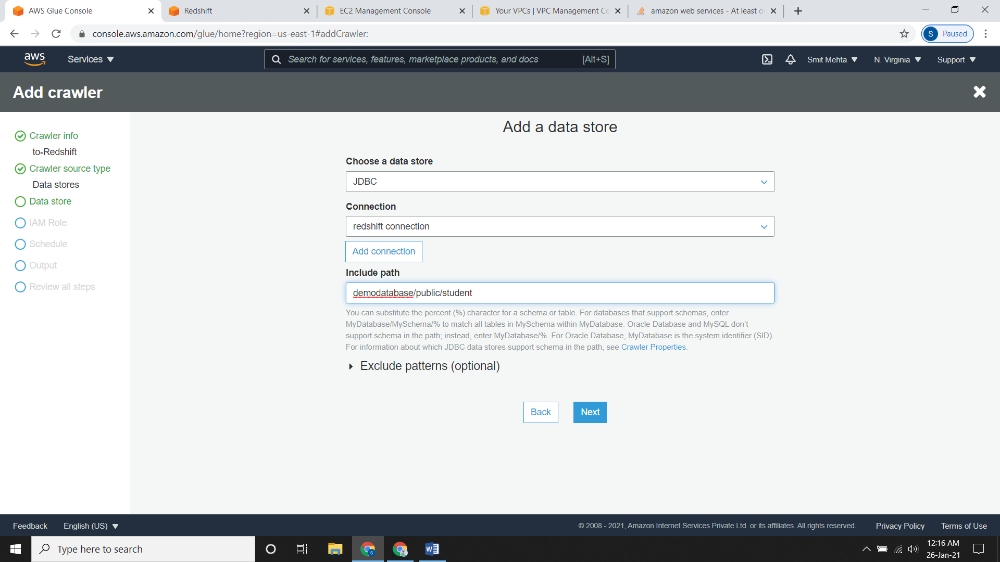 AWS Glue Console
Redshift
EC2 Management Console
Your VPCs | VPC Management Co
amazon web services - At least o
console.aws.amazon.com/glue/home?region=us-east-1#addCrawler:
S Paused
aws
Services
Search for services, features, marketplace products, and docs [Alt+S]
Smit Mehta
N. Virginia
Support
Add crawler
Crawler info
to-Redshift
Crawler source type
Data stores
Data store
IAM Role
Schedule
Output
Review all steps
Add a data store
Choose a data store
JDBC
Connection
redshift connection
Add connection
Include path
demodatabase/public/student
You can substitute the percent (%) character for a schema or table. For databases that support schemas, enter
MyDatabase/MySchema/% to match all tables in MySchema within MyDatabase. Oracle Database and MySQL don't
support schema in the path; instead, enter MyDatabase/%. For Oracle Database, MyDatabase is the system identifier (SID).
For information about which JDBC data stores support schema in the path, see Crawler Properties.
Exclude patterns (optional)
Back
Next
Feedback
English (US)
© 2008 - 2021, Amazon Internet Services Private Ltd. or its affiliates. All rights reserved.
Privacy Policy
Terms of Use
Type here to search
12:16 AM
26-Jan-21